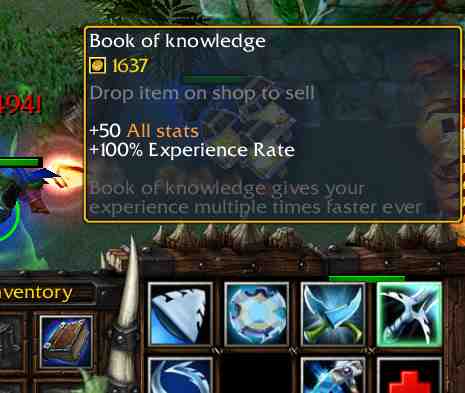 Book of knowledge
1637
Drop item on shop to sell
+50 All stats
+100% Experience Rate
Book of knowledge gives your
experience multiple times faster ever
494!
nventory